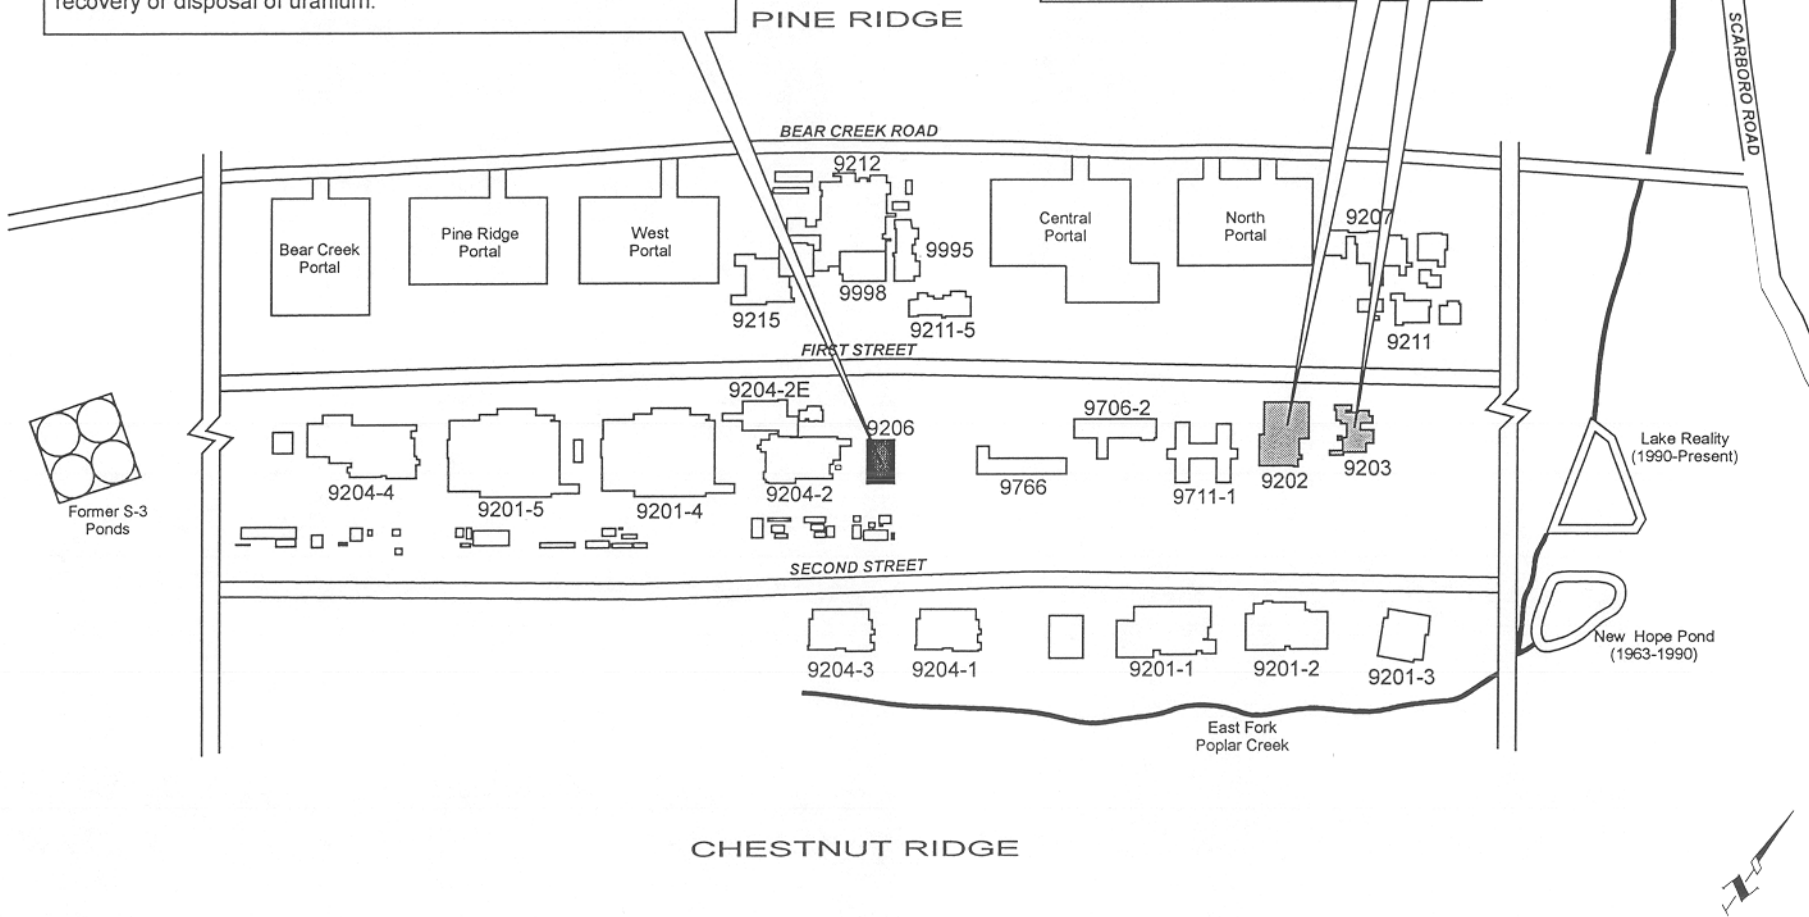 recovery or disposal of uranium.
PINE RIDGE
SCARBORO ROAD
BEAR CREEK ROAD
9212
Bear Creek
Portal
Pine Ridge
Portal
West
Portal
Central
Portal
North
Portal
9207
9995
9998
9215
9211-5
9211
FIRST STREET
9204-2E
9206
9706-2
9204-4
9201-5
9201-4
9204-2
9766
9711-1
9202
9203
Former S-3
Ponds
Lake Reality
(1990-Present)
SECOND STREET
9204-3
9204-1
9201-1
9201-2
9201-3
New Hope Pond
(1963-1990)
East Fork
Poplar Creek
CHESTNUT RIDGE
N